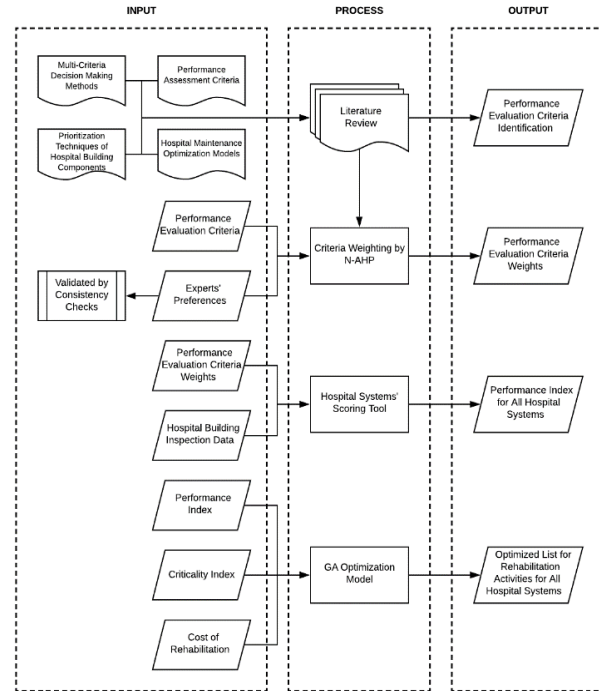 INPUT
PROCESS
OUTPUT
Multi-Criteria
Decision Making
Methods
Performance
Assessment Criteria
Prioritization
Techniques of
Hospital Building
Components
Hospital Maintenance
Optimization Models
Literature
Review
Performance
Evaluation Criteria
Identification
Performance
Evaluation Criteria
Experts'
Preferences
Validated by
Consistency
Checks
Criteria Weighting by
N-AHP
Performance
Evaluation Criteria
Weights
Performance
Evaluation Criteria
Weights
Hospital Building
Inspection Data
Hospital Systems'
Scoring Tool
Performance Index
for All Hospital
Systems
Performance
Index
Criticality Index
Cost of
Rehabilitation
GA Optimization
Model
Optimized List for
Rehabilitation
Activities for All
Hospital Systems